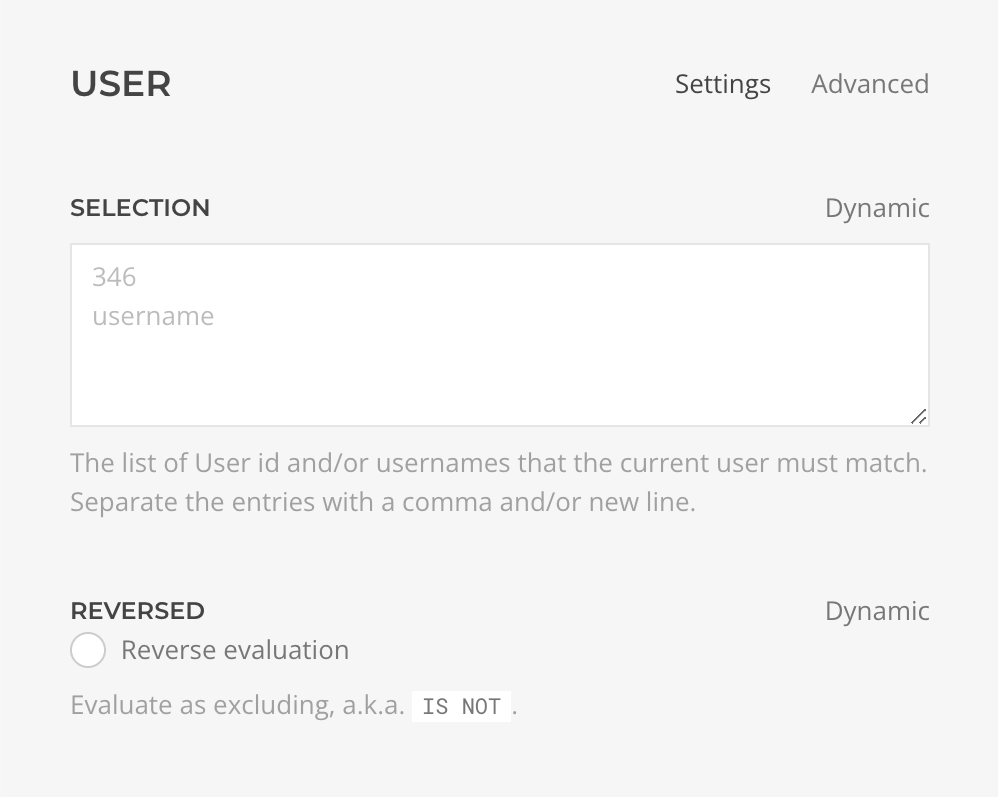 USER
Settings Advanced
SELECTION Dynamic
346
username
The list of User id and/or usernames that the current user must match.
Separate the entries with a comma and/or new line.
REVERSED Dynamic
Reverse evaluation
Evaluate as excluding, a.k.a. IS NOT.